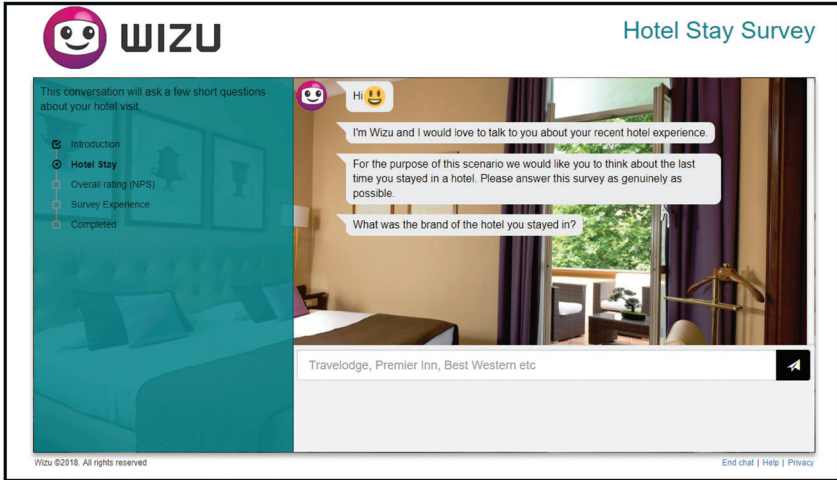 WIZU
Hotel Stay Survey
This conversation will ask a few short questions
about your hotel visit.
Introduction
Hotel Stay
Overall rating (NPS)
Survey Experience
Completed
Hi
I'm Wizu and I would love to talk to you about your recent hotel experience.
For the purpose of this scenario we would like you to think about the last
time you stayed in a hotel. Please answer this survey as genuinely as
possible.
What was the brand of the hotel you stayed in?
Travelodge, Premier Inn, Best Western etc
Wizu ©2018. All rights reserved
End chat | Help | Privacy